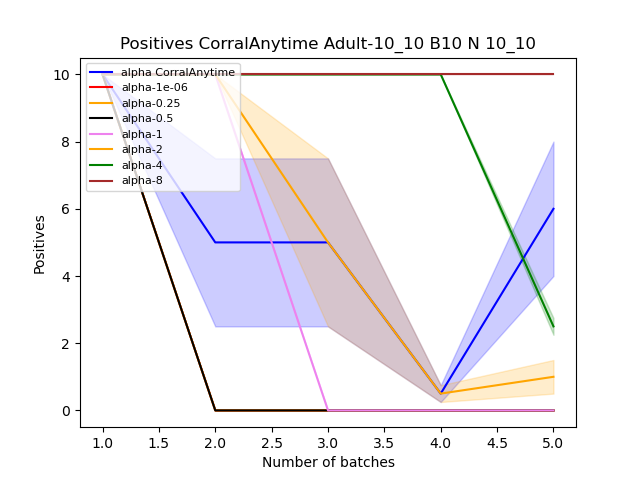 Positives CorralAnytime Adult-10_10 B10 N 10_10
10
8
6
4
2
0
Positives
alpha CorralAnytime
alpha-1e-06
alpha-0.25
alpha-0.5
alpha-1
alpha-2
alpha-4
alpha-8
1.0 1.5 2.0 2.5 3.0 3.5 4.0 4.5 5.0
Number of batches